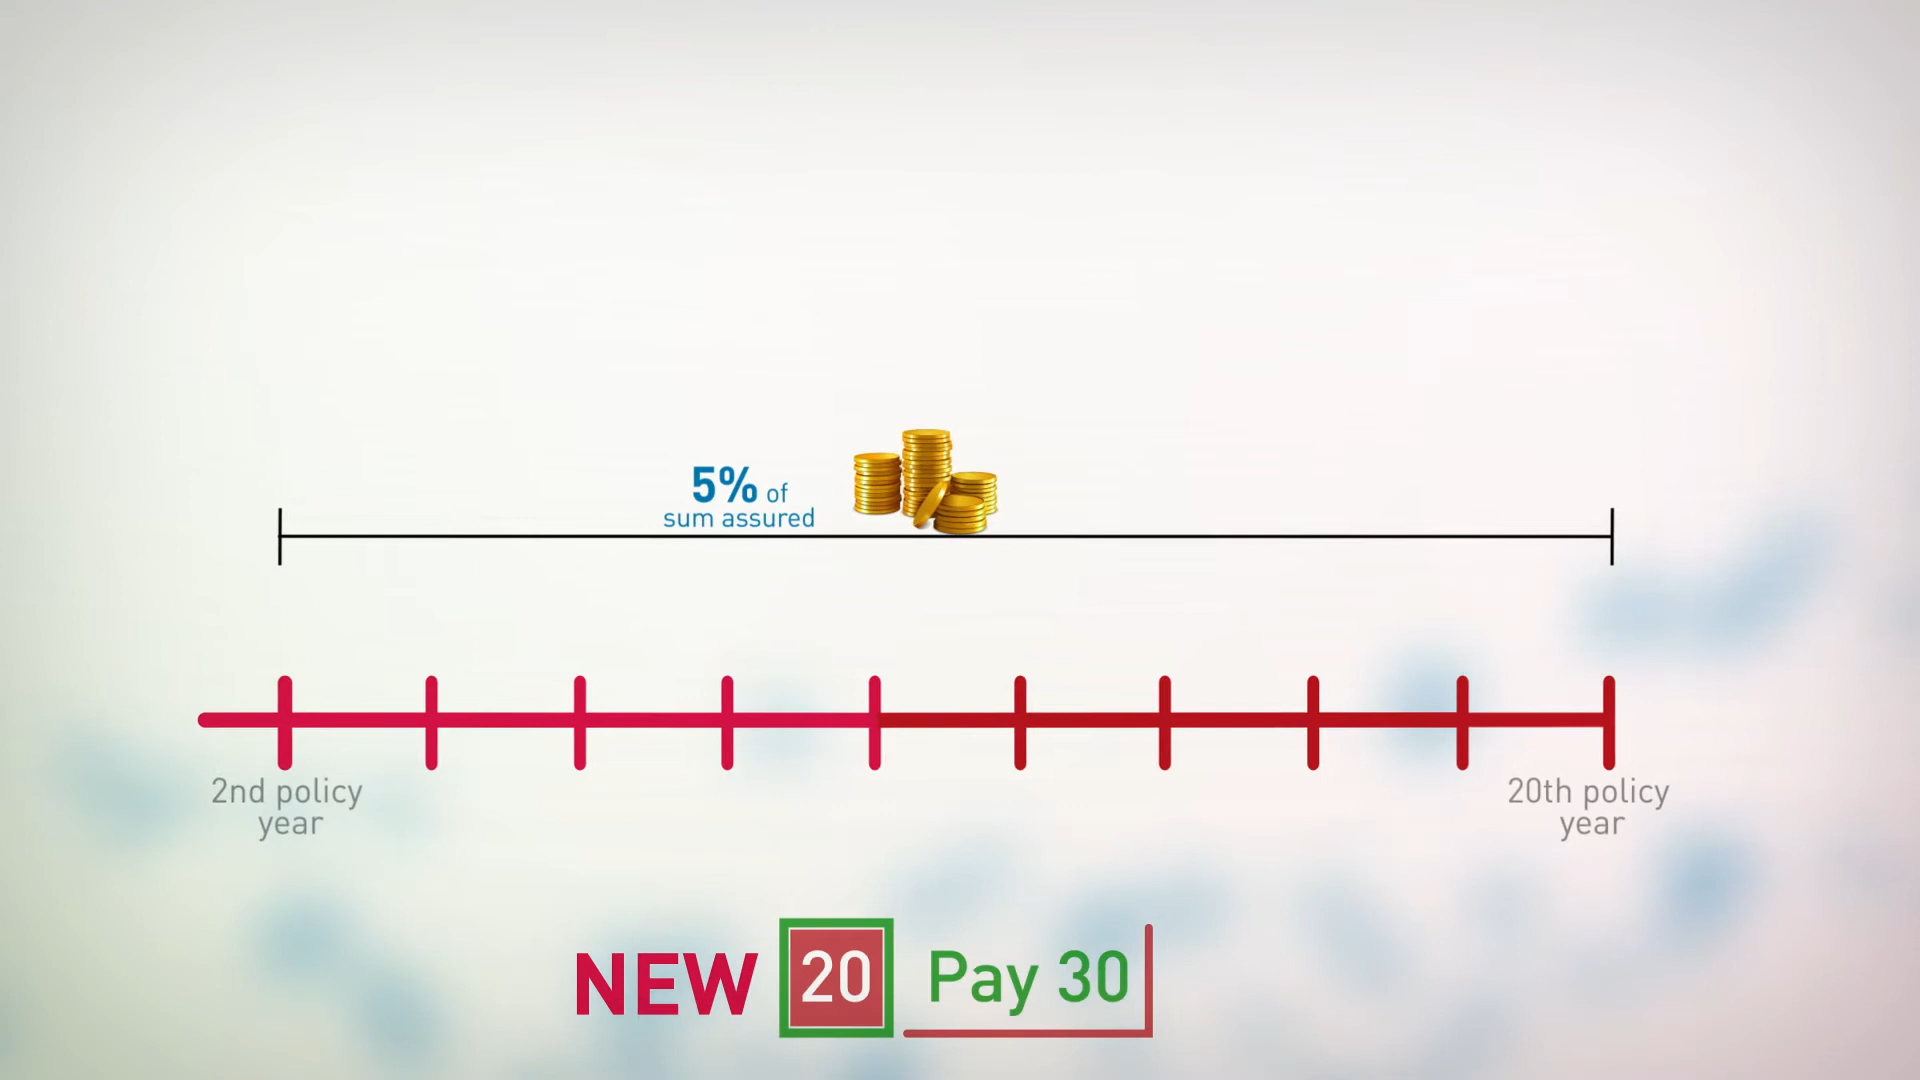 5% of
sum assured
2nd policy
year
20th policy
year
NEW 20 Pay 30